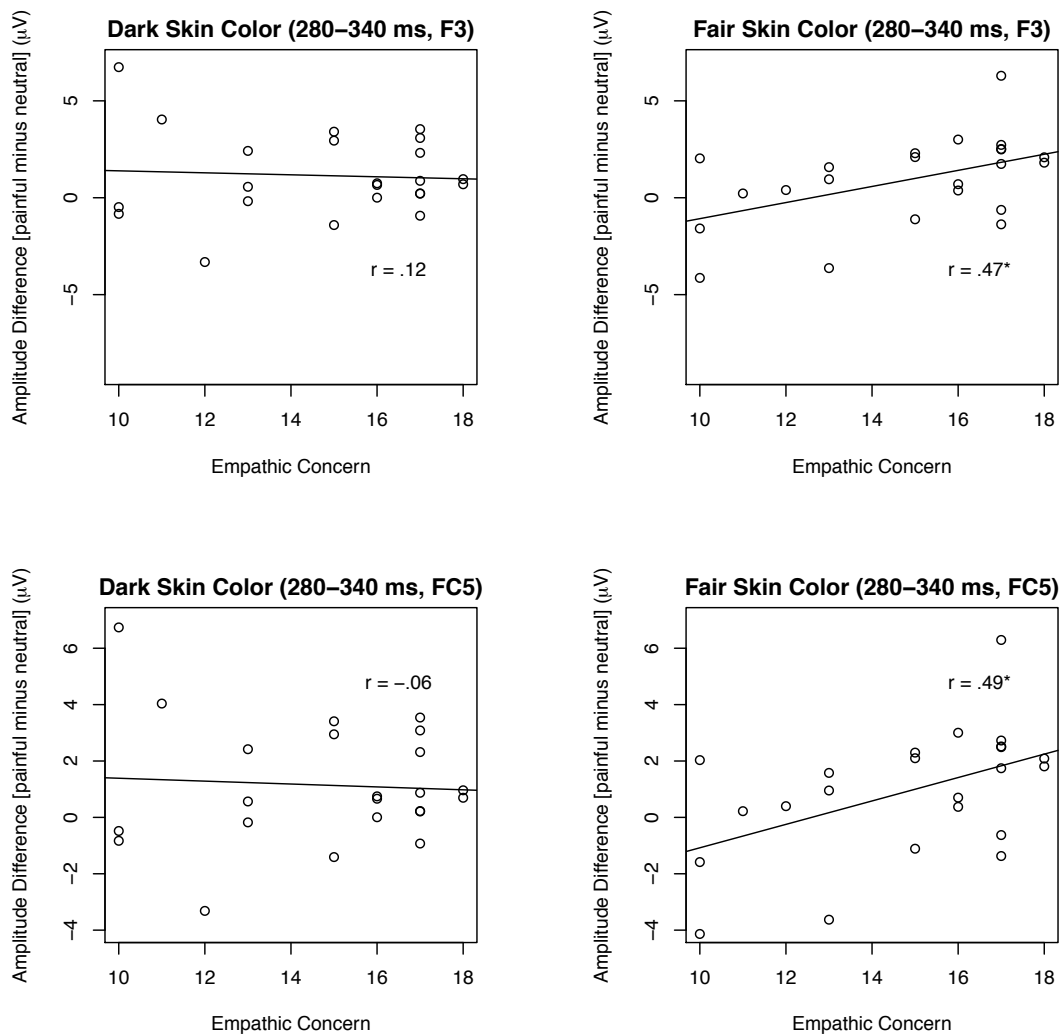 Dark Skin Color (280–340 ms, F3)
Amplitude Difference [painful minus neutral] (μV)
5
0
−5
r = .12
10 12 14 16 18
Empathic Concern
Fair Skin Color (280–340 ms, F3)
Amplitude Difference [painful minus neutral] (μV)
5
0
−5
r = .47*
10 12 14 16 18
Empathic Concern
Dark Skin Color (280–340 ms, FC5)
Amplitude Difference [painful minus neutral] (μV)
6
4
2
0
−2
−4
r = −.06
10 12 14 16 18
Empathic Concern
Fair Skin Color (280–340 ms, FC5)
Amplitude Difference [painful minus neutral] (μV)
6
4
2
0
−2
−4
r = .49*
10 12 14 16 18
Empathic Concern